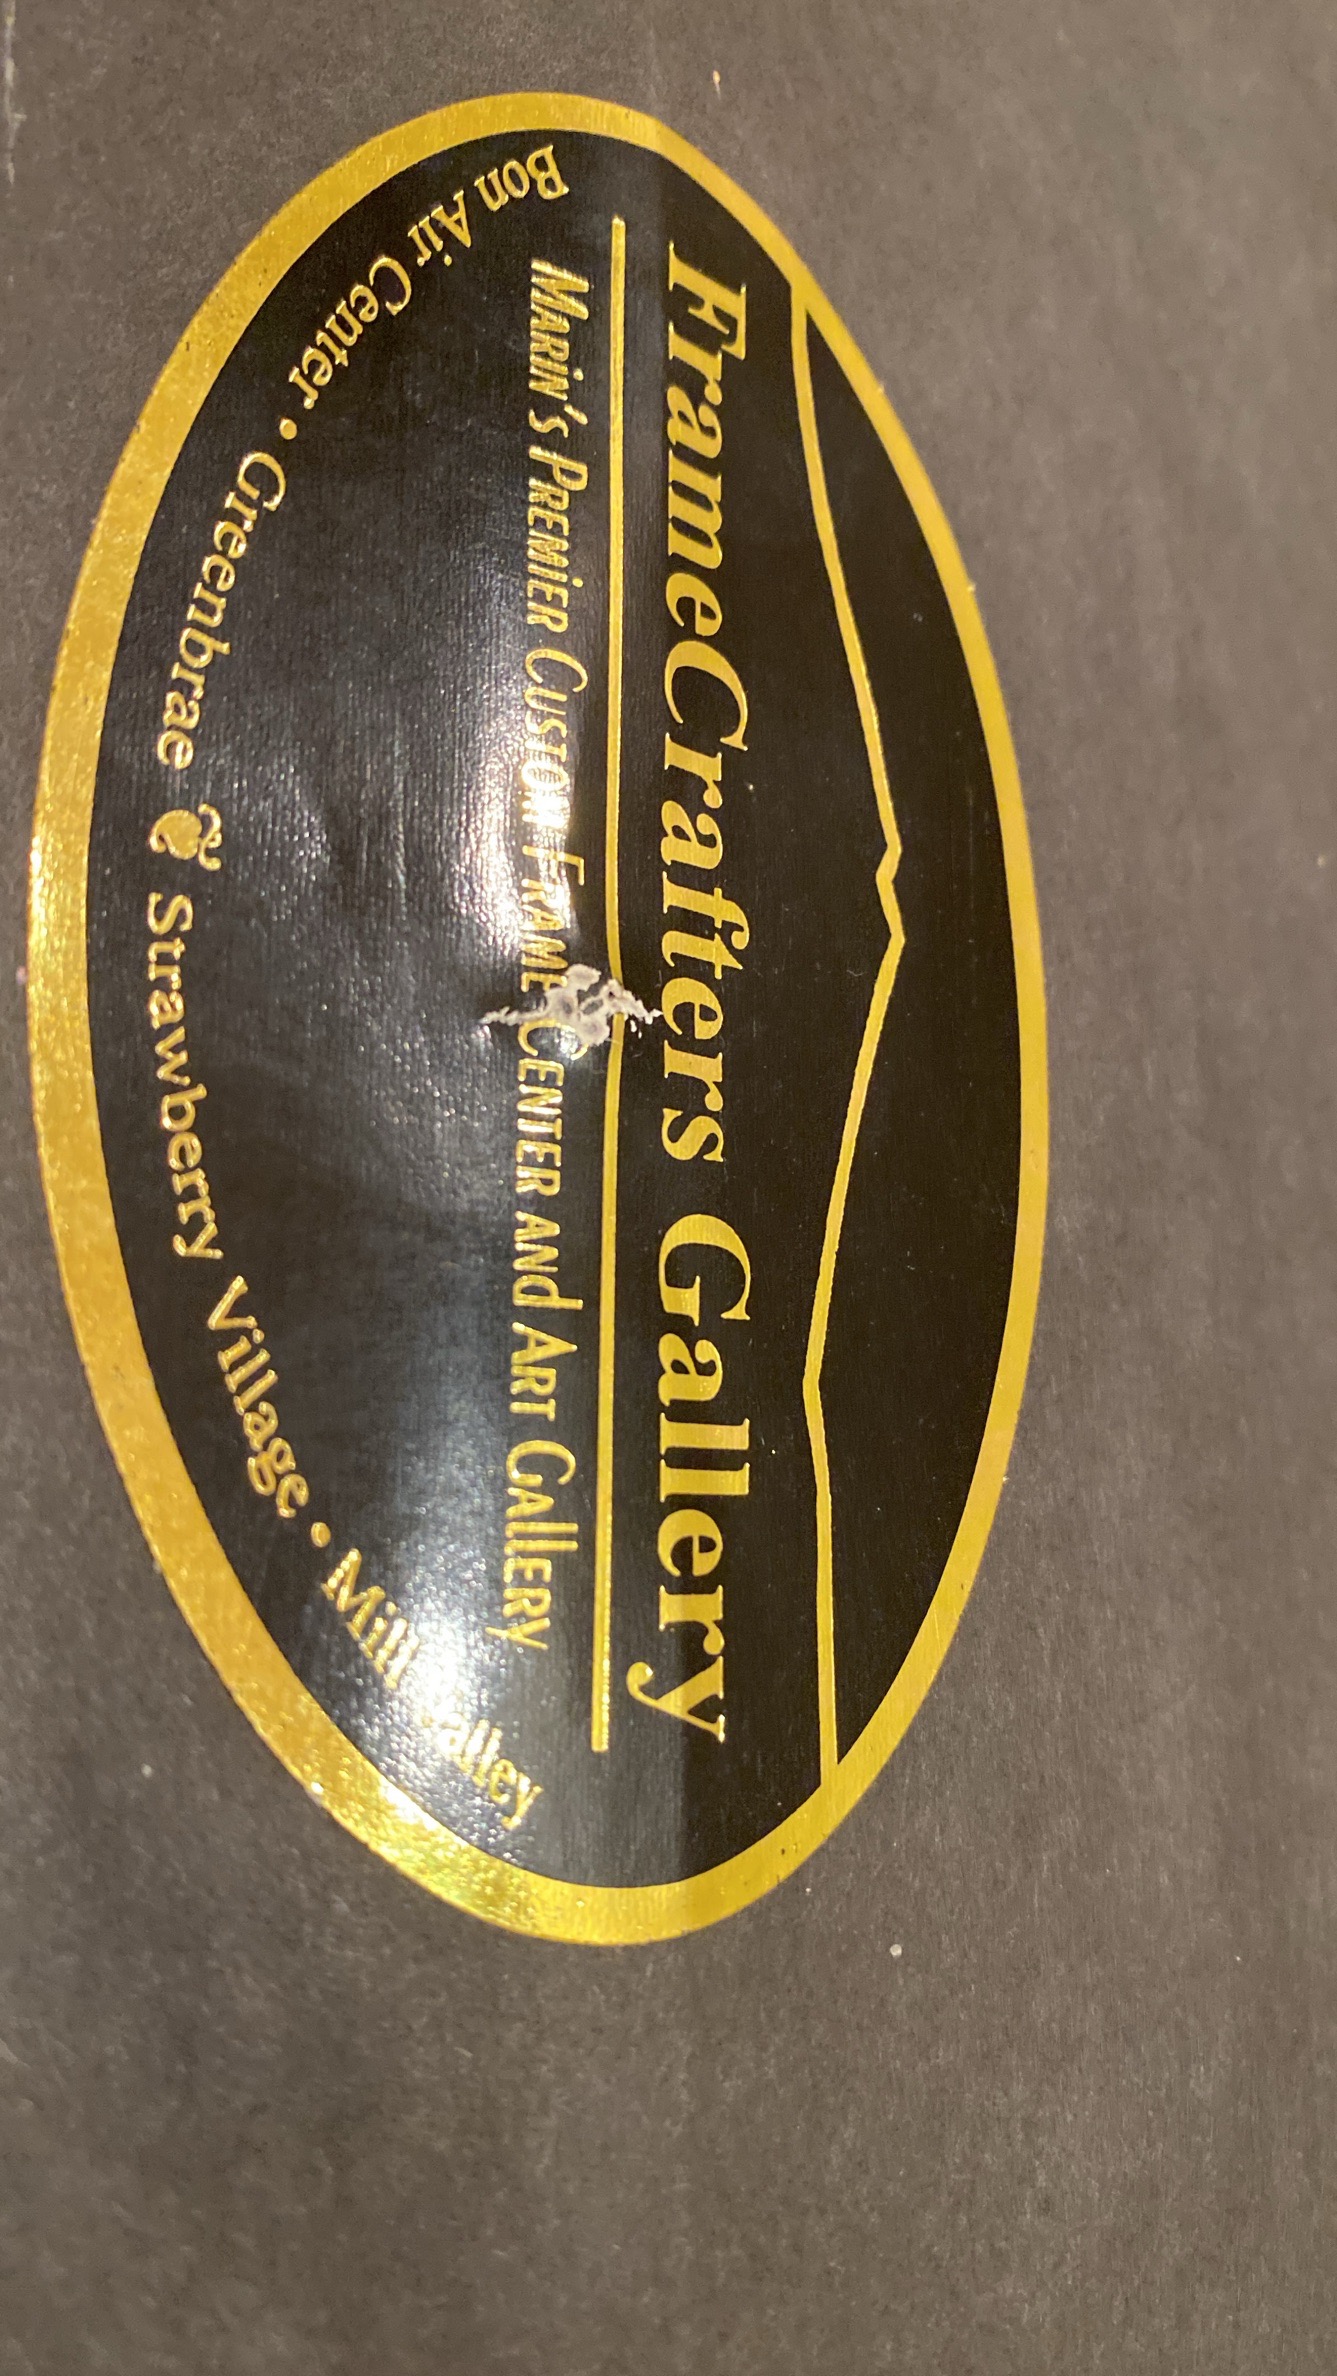 FrameCrafters Gallery
Marin's Premier Custom Frame Center and Art Gallery
Bon Air Center • Greenbrae Strawberry Village • Mill Valley